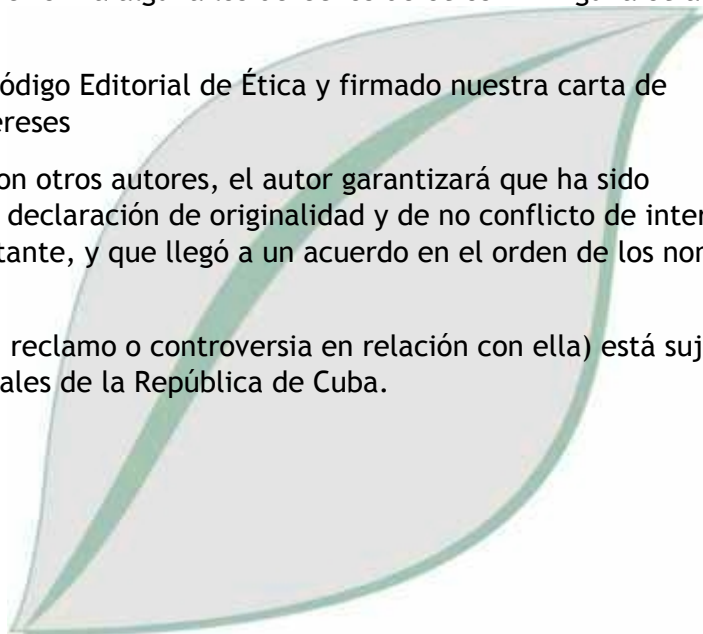 ódigo Editorial de Ética y firmado nuestra carta de
ereses
on otros autores, el autor garantizará que ha sido
declaración de originalidad y de no conflicto de inter
tante, y que llegó a un acuerdo en el orden de los nor
reclamo o controversia en relación con ella) está suj
ales de la República de Cuba.